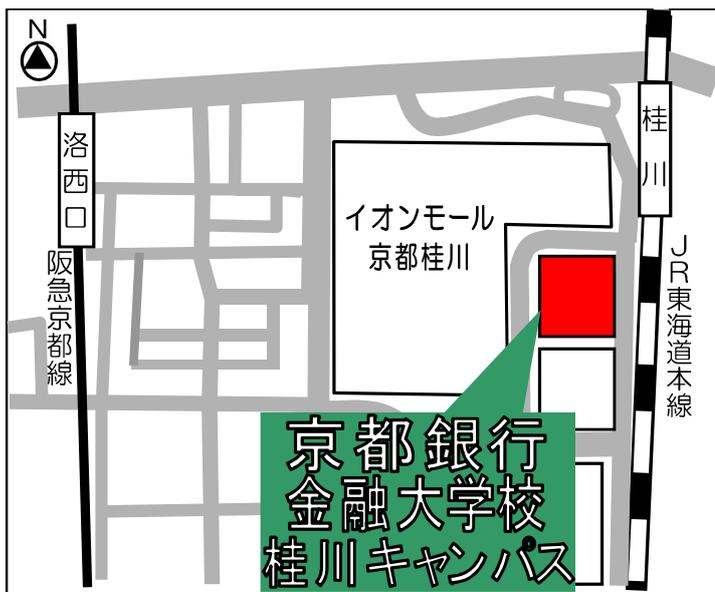 N
洛西口
阪急京都線
イオンモール
京都桂川
桂川
JR東海道本線
京都銀行
金融大学校
桂川キャンパス